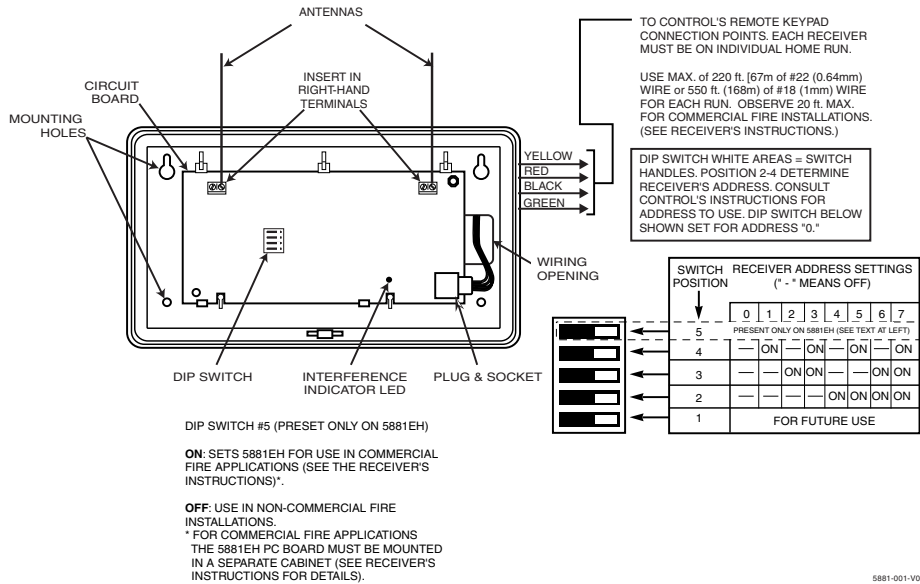 ANTENNAS
CIRCUIT
BOARD
MOUNTING
HOLES
INSERT IN
RIGHT-HAND
TERMINALS
YELLOW
RED
BLACK
GREEN
WIRING
OPENING
DIP SWITCH
INTERFERENCE
INDICATOR LED
PLUG & SOCKET
TO CONTROL'S REMOTE KEYPAD
CONNECTION POINTS. EACH RECEIVER
MUST BE ON INDIVIDUAL HOME RUN.
USE MAX. of 220 ft. [67m of #22 (0.64mm)
WIRE or 550 ft. (168m) of #18 (1mm) WIRE
FOR EACH RUN. OBSERVE 20 ft. MAX.
FOR COMMERCIAL FIRE INSTALLATIONS.
(SEE RECEIVER'S INSTRUCTIONS.)
DIP SWITCH WHITE AREAS = SWITCH
HANDLES. POSITION 2-4 DETERMINE
RECEIVER'S ADDRESS. CONSULT
CONTROL'S INSTRUCTIONS FOR
ADDRESS TO USE. DIP SWITCH BELOW
SHOWN SET FOR ADDRESS "0."
SWITCH
POSITION
RECEIVER ADDRESS SETTINGS
(" - " MEANS OFF)
0 1 2 3 4 5 6 7
5 PRESENT ONLY ON 5881EH (SEE TEXT AT LEFT)
4 — ON — ON — ON — ON
3 — — ON ON — — ON ON
2 — — — — ON ON ON ON
1 FOR FUTURE USE
DIP SWITCH #5 (PRESET ONLY ON 5881EH)
ON: SETS 5881EH FOR USE IN COMMERCIAL
FIRE APPLICATIONS (SEE THE RECEIVER'S
INSTRUCTIONS)*.
OFF: USE IN NON-COMMERCIAL FIRE
INSTALLATIONS.
* FOR COMMERCIAL FIRE APPLICATIONS
THE 5881EH PC BOARD MUST BE MOUNTED
IN A SEPARATE CABINET (SEE RECEIVER'S
INSTRUCTIONS FOR DETAILS).
5881-001-V0